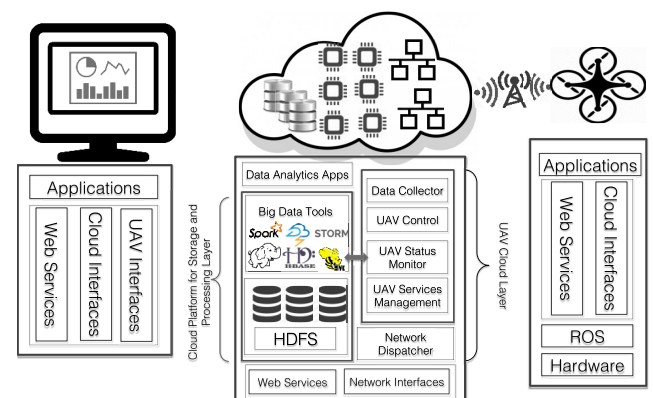 Applications
Web Services
Cloud Interfaces
UAV Interfaces
Cloud Platform for Storage and
Processing Layer
Data Analytics Apps
Big Data Tools
Spark
STORM
HBASE
HIVE
HDFS
Data Collector
UAV Control
UAV Status
Monitor
UAV Services
Management
Network
Dispatcher
Web Services
Network Interfaces
UAV Cloud Layer
Applications
Web Services
Cloud Interfaces
ROS
Hardware